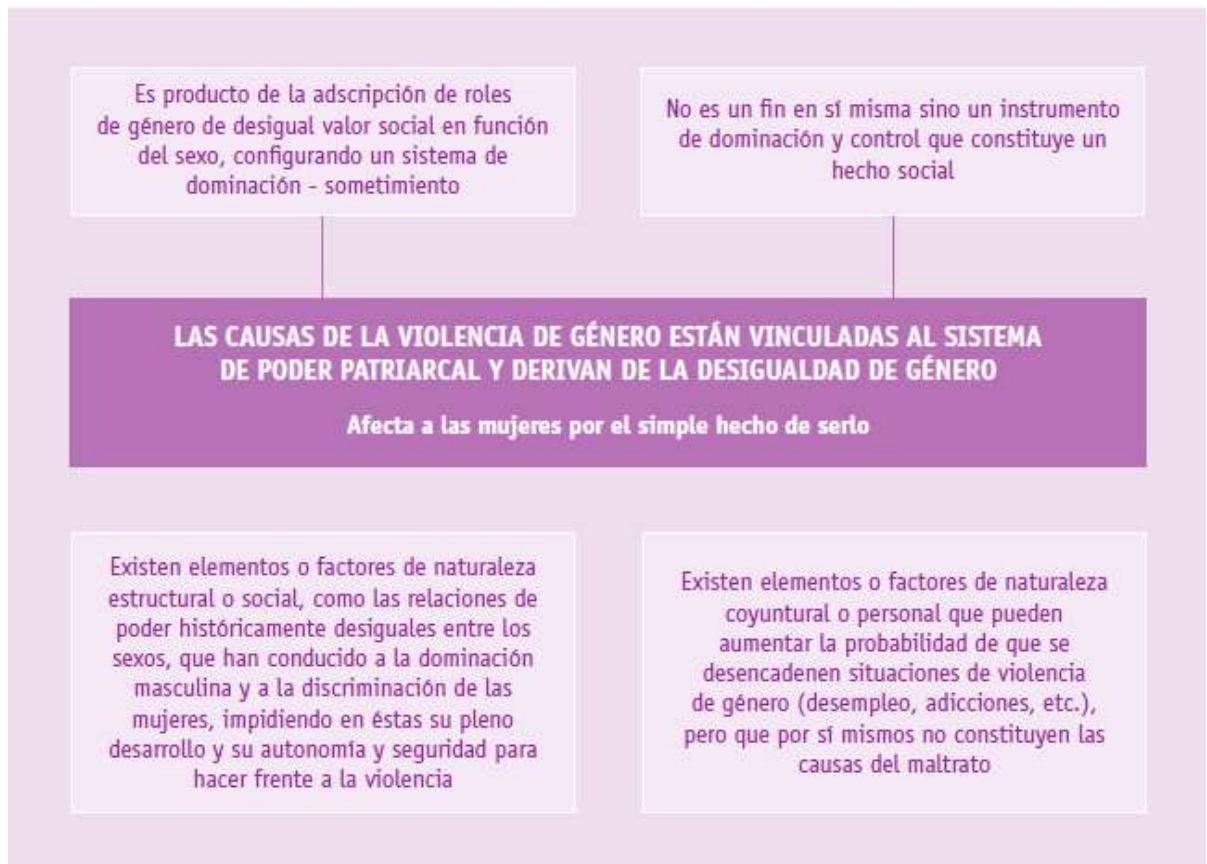 Es producto de la adscripción de roles
de género de desigual valor social en función
del sexo, configurando un sistema de
dominación - sometimiento
No es un fin en sí misma sino un instrumento
de dominación y control que constituye un
hecho social
LAS CAUSAS DE LA VIOLENCIA DE GÉNERO ESTÁN VINCULADAS AL SISTEMA
DE PODER PATRIARCAL Y DERIVAN DE LA DESIGUALDAD DE GÉNERO
Afecta a las mujeres por el simple hecho de serlo
Existen elementos o factores de naturaleza
estructural o social, como las relaciones de
poder históricamente desiguales entre los
sexos, que han conducido a la dominación
masculina y a la discriminación de las
mujeres, impidiendo en éstas su pleno
desarrollo y su autonomía y seguridad para
hacer frente a la violencia
Existen elementos o factores de naturaleza
coyuntural o personal que pueden
aumentar la probabilidad de que se
desencadenen situaciones de violencia
de género (desempleo, adicciones, etc.),
pero que por sí mismos no constituyen las
causas del maltrato